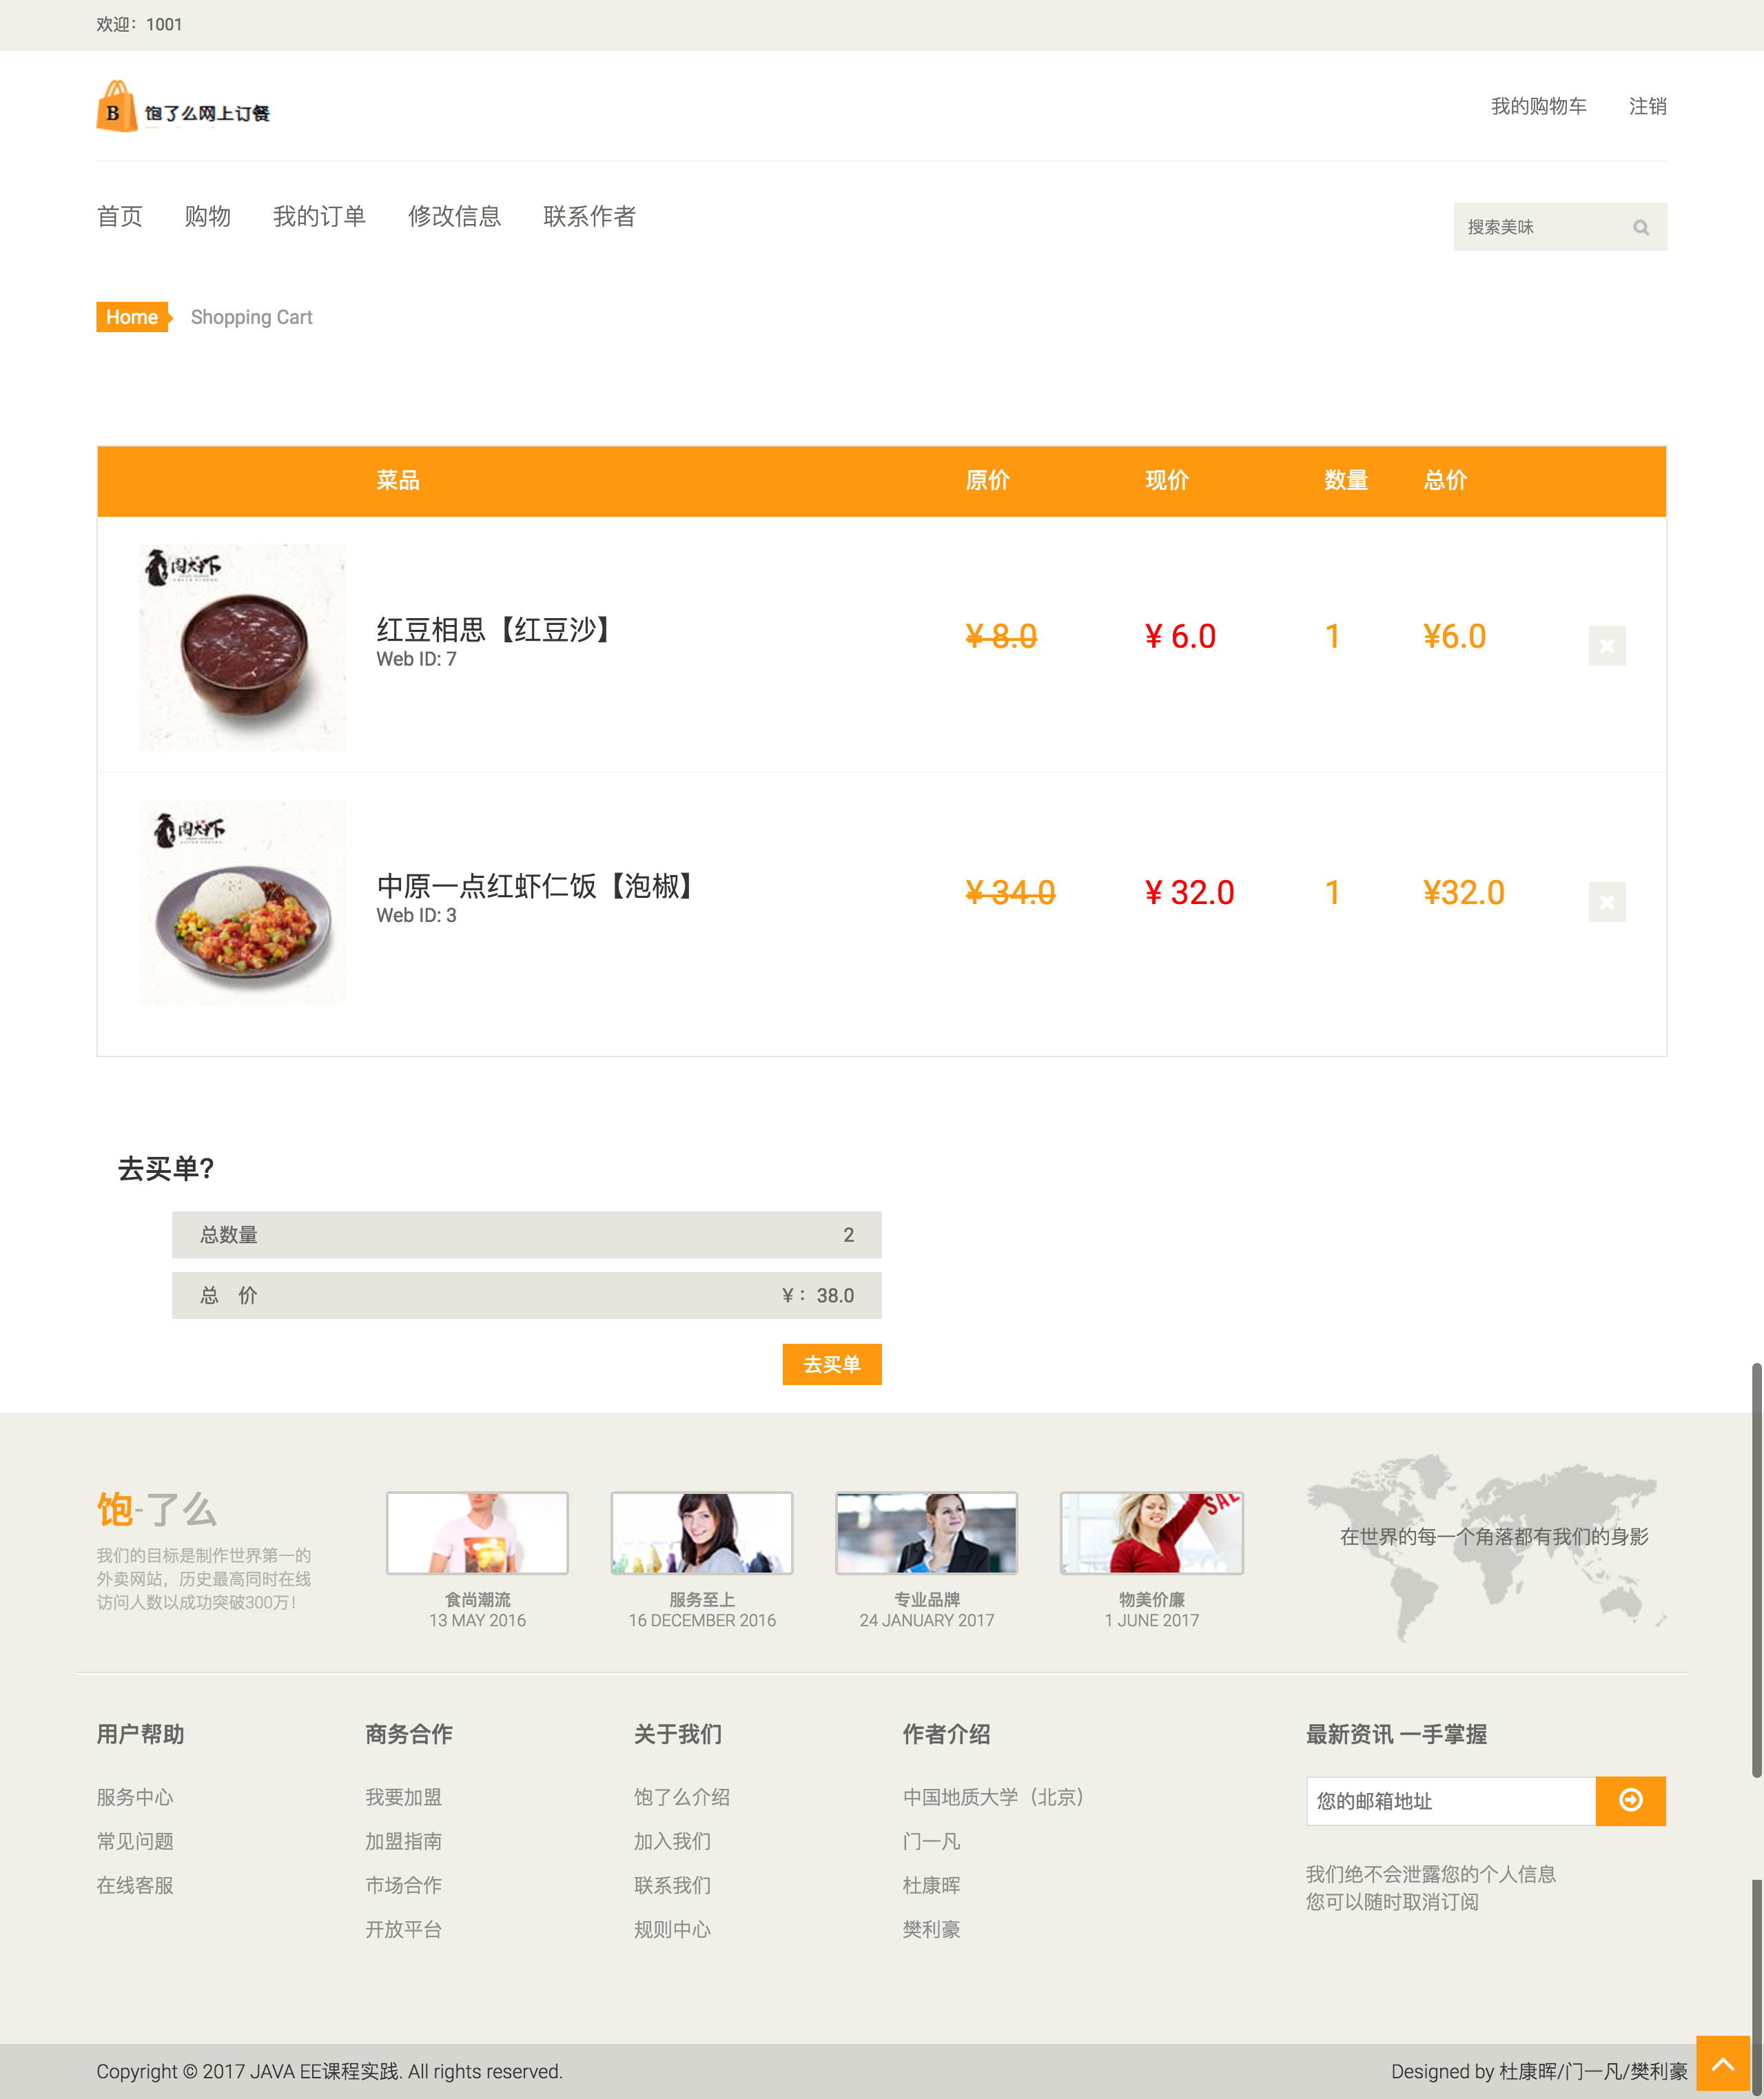 欢迎：1001
B 饱了么网上订餐
我的购物车 注销
首页 购物 我的订单 修改信息 联系作者
搜索美味
Home Shopping Cart
菜品 原价 现价 数量 总价
红豆相思【红豆沙】
Web ID: 7
¥ 8.0 ¥ 6.0 1 ¥6.0
中原一点红虾仁饭【泡椒】
Web ID: 3
¥ 34.0 ¥ 32.0 1 ¥32.0
去买单?
总数量 2
总 价 ¥： 38.0
去买单
饱-了么
我们的目标是制作世界第一的
外卖网站，历史最高同时在线
访问人数以成功突破300万！
SALE
食尚潮流
13 MAY 2016
服务至上
16 DECEMBER 2016
专业品牌
24 JANUARY 2017
物美价廉
1 JUNE 2017
在世界的每一个角落都有我们的身影
用户帮助
服务中心
常见问题
在线客服
商务合作
我要加盟
加盟指南
市场合作
开放平台
关于我们
饱了么介绍
加入我们
联系我们
规则中心
作者介绍
中国地质大学（北京）
门一凡
杜康晖
樊利豪
最新资讯 一手掌握
您的邮箱地址
我们绝不会泄露您的个人信息
您可以随时取消订阅
Copyright © 2017 JAVA EE课程实践. All rights reserved.
Designed by 杜康晖/门一凡/樊利豪